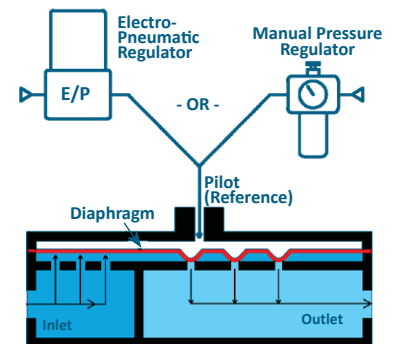 Electro-
Pneumatic
Regulator
Manual Pressure
Regulator
E/P
- OR -
Pilot
(Reference)
Diaphragm
Inlet
Outlet